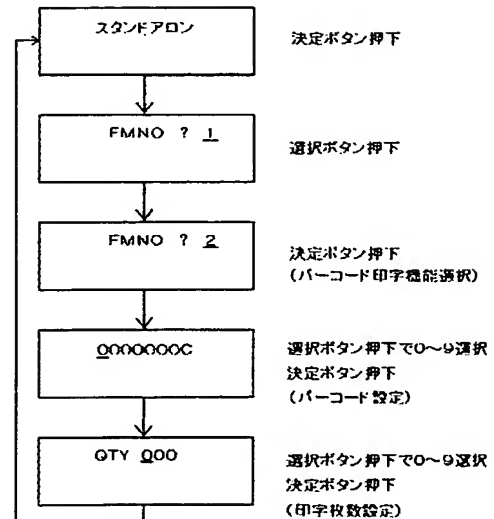 スタンドアロン
決定ボタン押下
FMNO ? 1
選択ボタン押下
FMNO ? 2
決定ボタン押下
(バーコード印字機能選択)
0000000C
選択ボタン押下で0〜9選択
決定ボタン押下
(バーコード設定)
QTY 000
選択ボタン押下で0〜9選択
決定ボタン押下
(印字枚数設定)